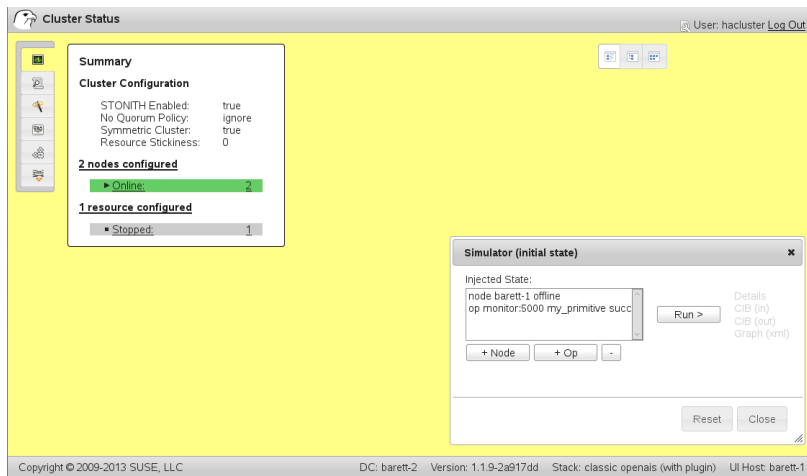 Cluster Status
User: hacluster Log Out
Summary
Cluster Configuration
STONITH Enabled: true
No Quorum Policy: ignore
Symmetric Cluster: true
Resource Stickiness: 0
2 nodes configured
Online: 2
1 resource configured
Stopped: 1
Simulator (initial state)
Injected State:
node barett-1 offline
op monitor:5000 my_primitive succ
Run >
Details
CIB (in)
CIB (out)
Graph (xml)
+ Node
+ Op
-
Reset
Close
Copyright © 2009-2013 SUSE, LLC
DC: barett-2 Version: 1.1.9-2a917dd Stack: classic openais (with plugin) UI Host: barett-1